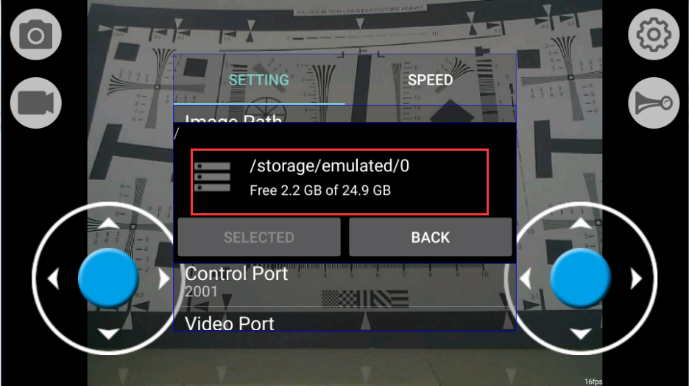 SETTING
SPEED
Image Path
/
/storage/emulated/0
Free 2.2 GB of 24.9 GB
SELECTED
BACK
Control Port
2001
Video Port
16fps